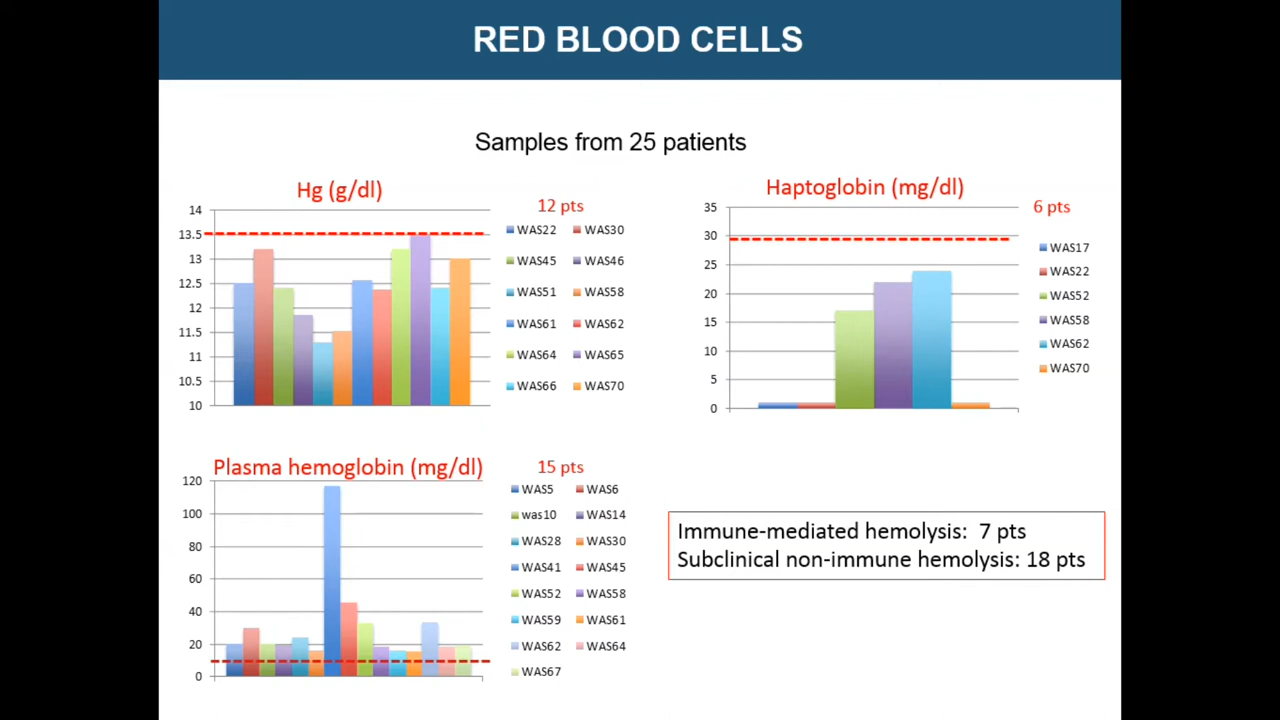 RED BLOOD CELLS
Samples from 25 patients
Hg (g/dl)
12 pts
14
13.5
13
12.5
12
11.5
11
10.5
10
WAS22 WAS30
WAS45 WAS46
WAS51 WAS58
WAS61 WAS62
WAS64 WAS65
WAS66 WAS70
Haptoglobin (mg/dl)
6 pts
35
30
25
20
15
10
5
0
WAS17
WAS22
WAS52
WAS58
WAS62
WAS70
Plasma hemoglobin (mg/dl)
15 pts
120
100
80
60
40
20
0
WAS5 WAS6
was10 WAS14
WAS28 WAS30
WAS41 WAS45
WAS52 WAS58
WAS59 WAS61
WAS62 WAS64
WAS67
Immune-mediated hemolysis: 7 pts
Subclinical non-immune hemolysis: 18 pts